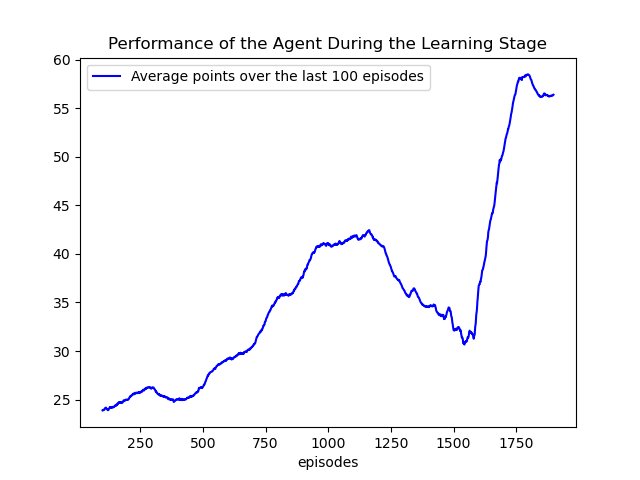 Performance of the Agent During the Learning Stage
Average points over the last 100 episodes
60
55
50
45
40
35
30
25
250 500 750 1000 1250 1500 1750
episodes